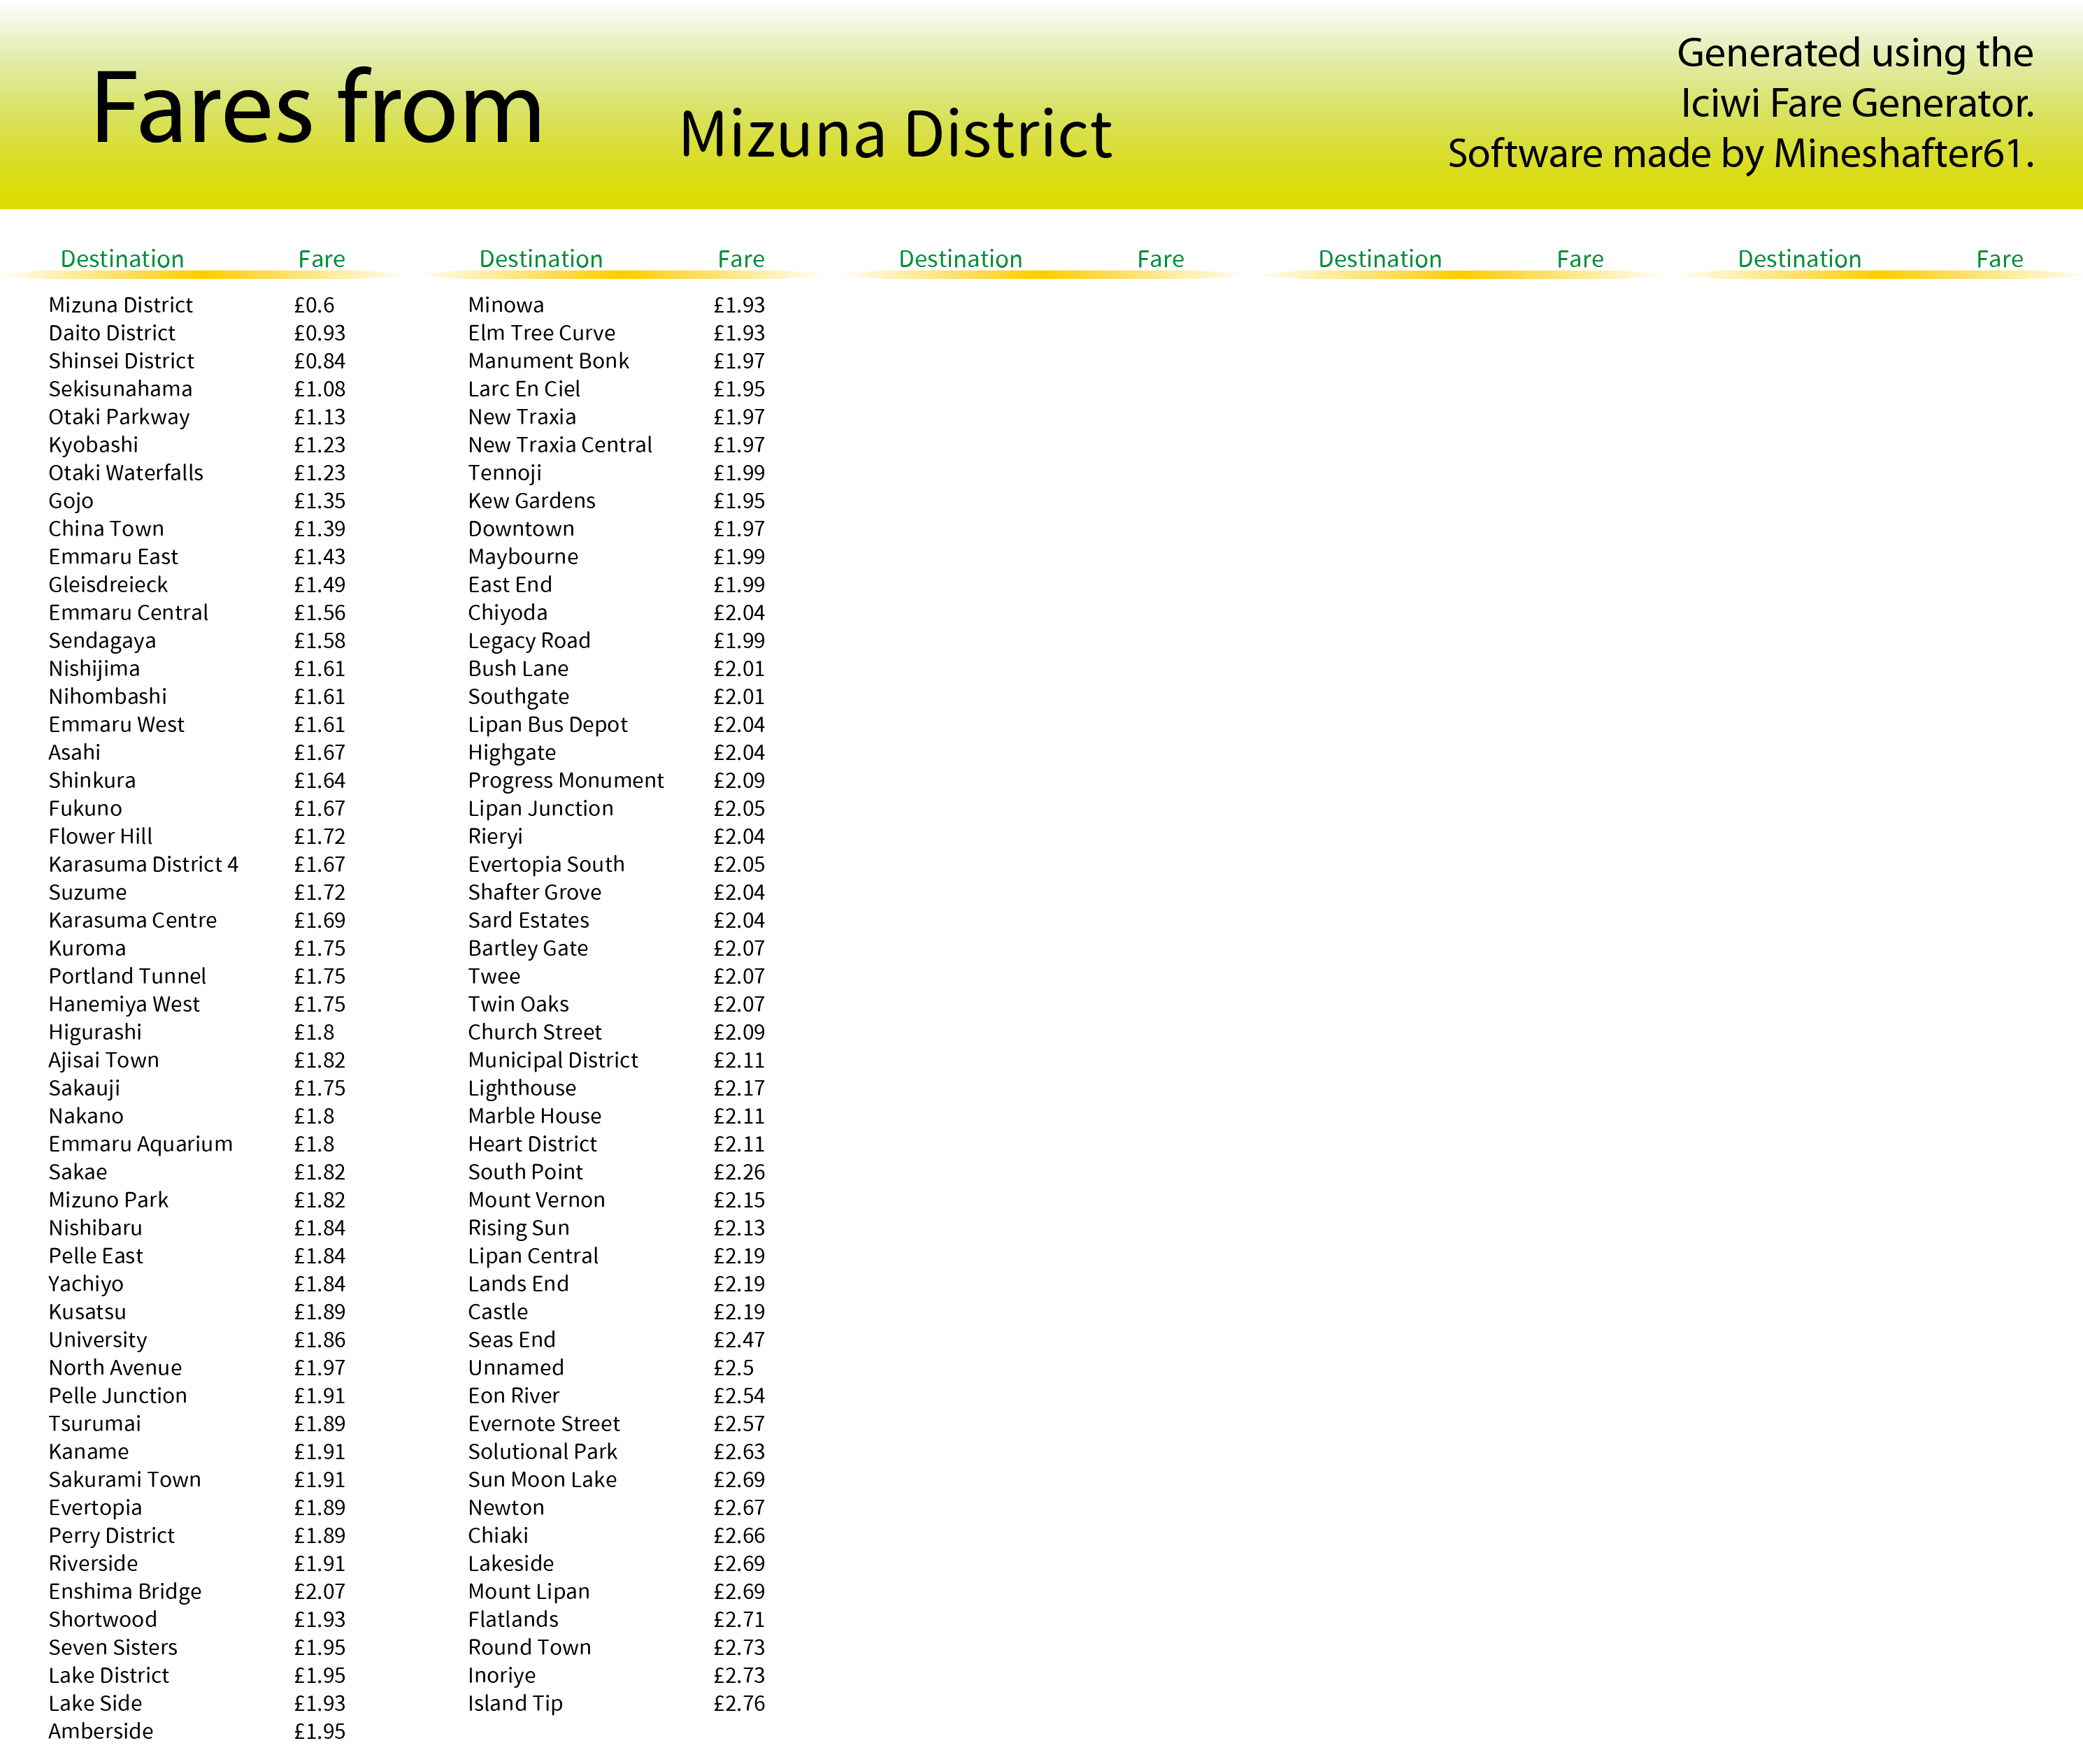 Fares from
Mizuna District
Generated using the
Iciwi Fare Generator.
Software made by Mineshafter61.
Destination Fare
Mizuna District £0.6
Daito District £0.93
Shinsei District £0.84
Sekisunahama £1.08
Otaki Parkway £1.13
Kyobashi £1.23
Otaki Waterfalls £1.23
Gojo £1.35
China Town £1.39
Emmaru East £1.43
Gleisdreieck £1.49
Emmaru Central £1.56
Sendagaya £1.58
Nishijima £1.61
Nihombashi £1.61
Emmaru West £1.61
Asahi £1.67
Shinkura £1.64
Fukuno £1.67
Flower Hill £1.72
Karasuma District 4 £1.67
Suzume £1.72
Karasuma Centre £1.69
Kuroma £1.75
Portland Tunnel £1.75
Hanemiya West £1.75
Higurashi £1.8
Ajisai Town £1.82
Sakauji £1.75
Nakano £1.8
Emmaru Aquarium £1.8
Sakae £1.82
Mizuno Park £1.82
Nishibaru £1.84
Pelle East £1.84
Yachiyo £1.84
Kusatsu £1.89
University £1.86
North Avenue £1.97
Pelle Junction £1.91
Tsurumai £1.89
Kaname £1.91
Sakurami Town £1.91
Evertopia £1.89
Perry District £1.89
Riverside £1.91
Enshima Bridge £2.07
Shortwood £1.93
Seven Sisters £1.95
Lake District £1.95
Lake Side £1.93
Amberside £1.95
Destination Fare
Minowa £1.93
Elm Tree Curve £1.93
Manument Bonk £1.97
Larc En Ciel £1.95
New Traxia £1.97
New Traxia Central £1.97
Tennoji £1.99
Kew Gardens £1.95
Downtown £1.97
Maybourne £1.99
East End £1.99
Chiyoda £2.04
Legacy Road £1.99
Bush Lane £2.01
Southgate £2.01
Lipan Bus Depot £2.04
Highgate £2.04
Progress Monument £2.09
Lipan Junction £2.05
Rieryi £2.04
Evertopia South £2.05
Shafter Grove £2.04
Sard Estates £2.04
Bartley Gate £2.07
Twee £2.07
Twin Oaks £2.07
Church Street £2.09
Municipal District £2.11
Lighthouse £2.17
Marble House £2.11
Heart District £2.11
South Point £2.26
Mount Vernon £2.15
Rising Sun £2.13
Lipan Central £2.19
Lands End £2.19
Castle £2.19
Seas End £2.47
Unnamed £2.5
Eon River £2.54
Evernote Street £2.57
Solutional Park £2.63
Sun Moon Lake £2.69
Newton £2.67
Chiaki £2.66
Lakeside £2.69
Mount Lipan £2.69
Flatlands £2.71
Round Town £2.73
Inoriye £2.73
Island Tip £2.76
Destination Fare
Destination Fare
Destination Fare